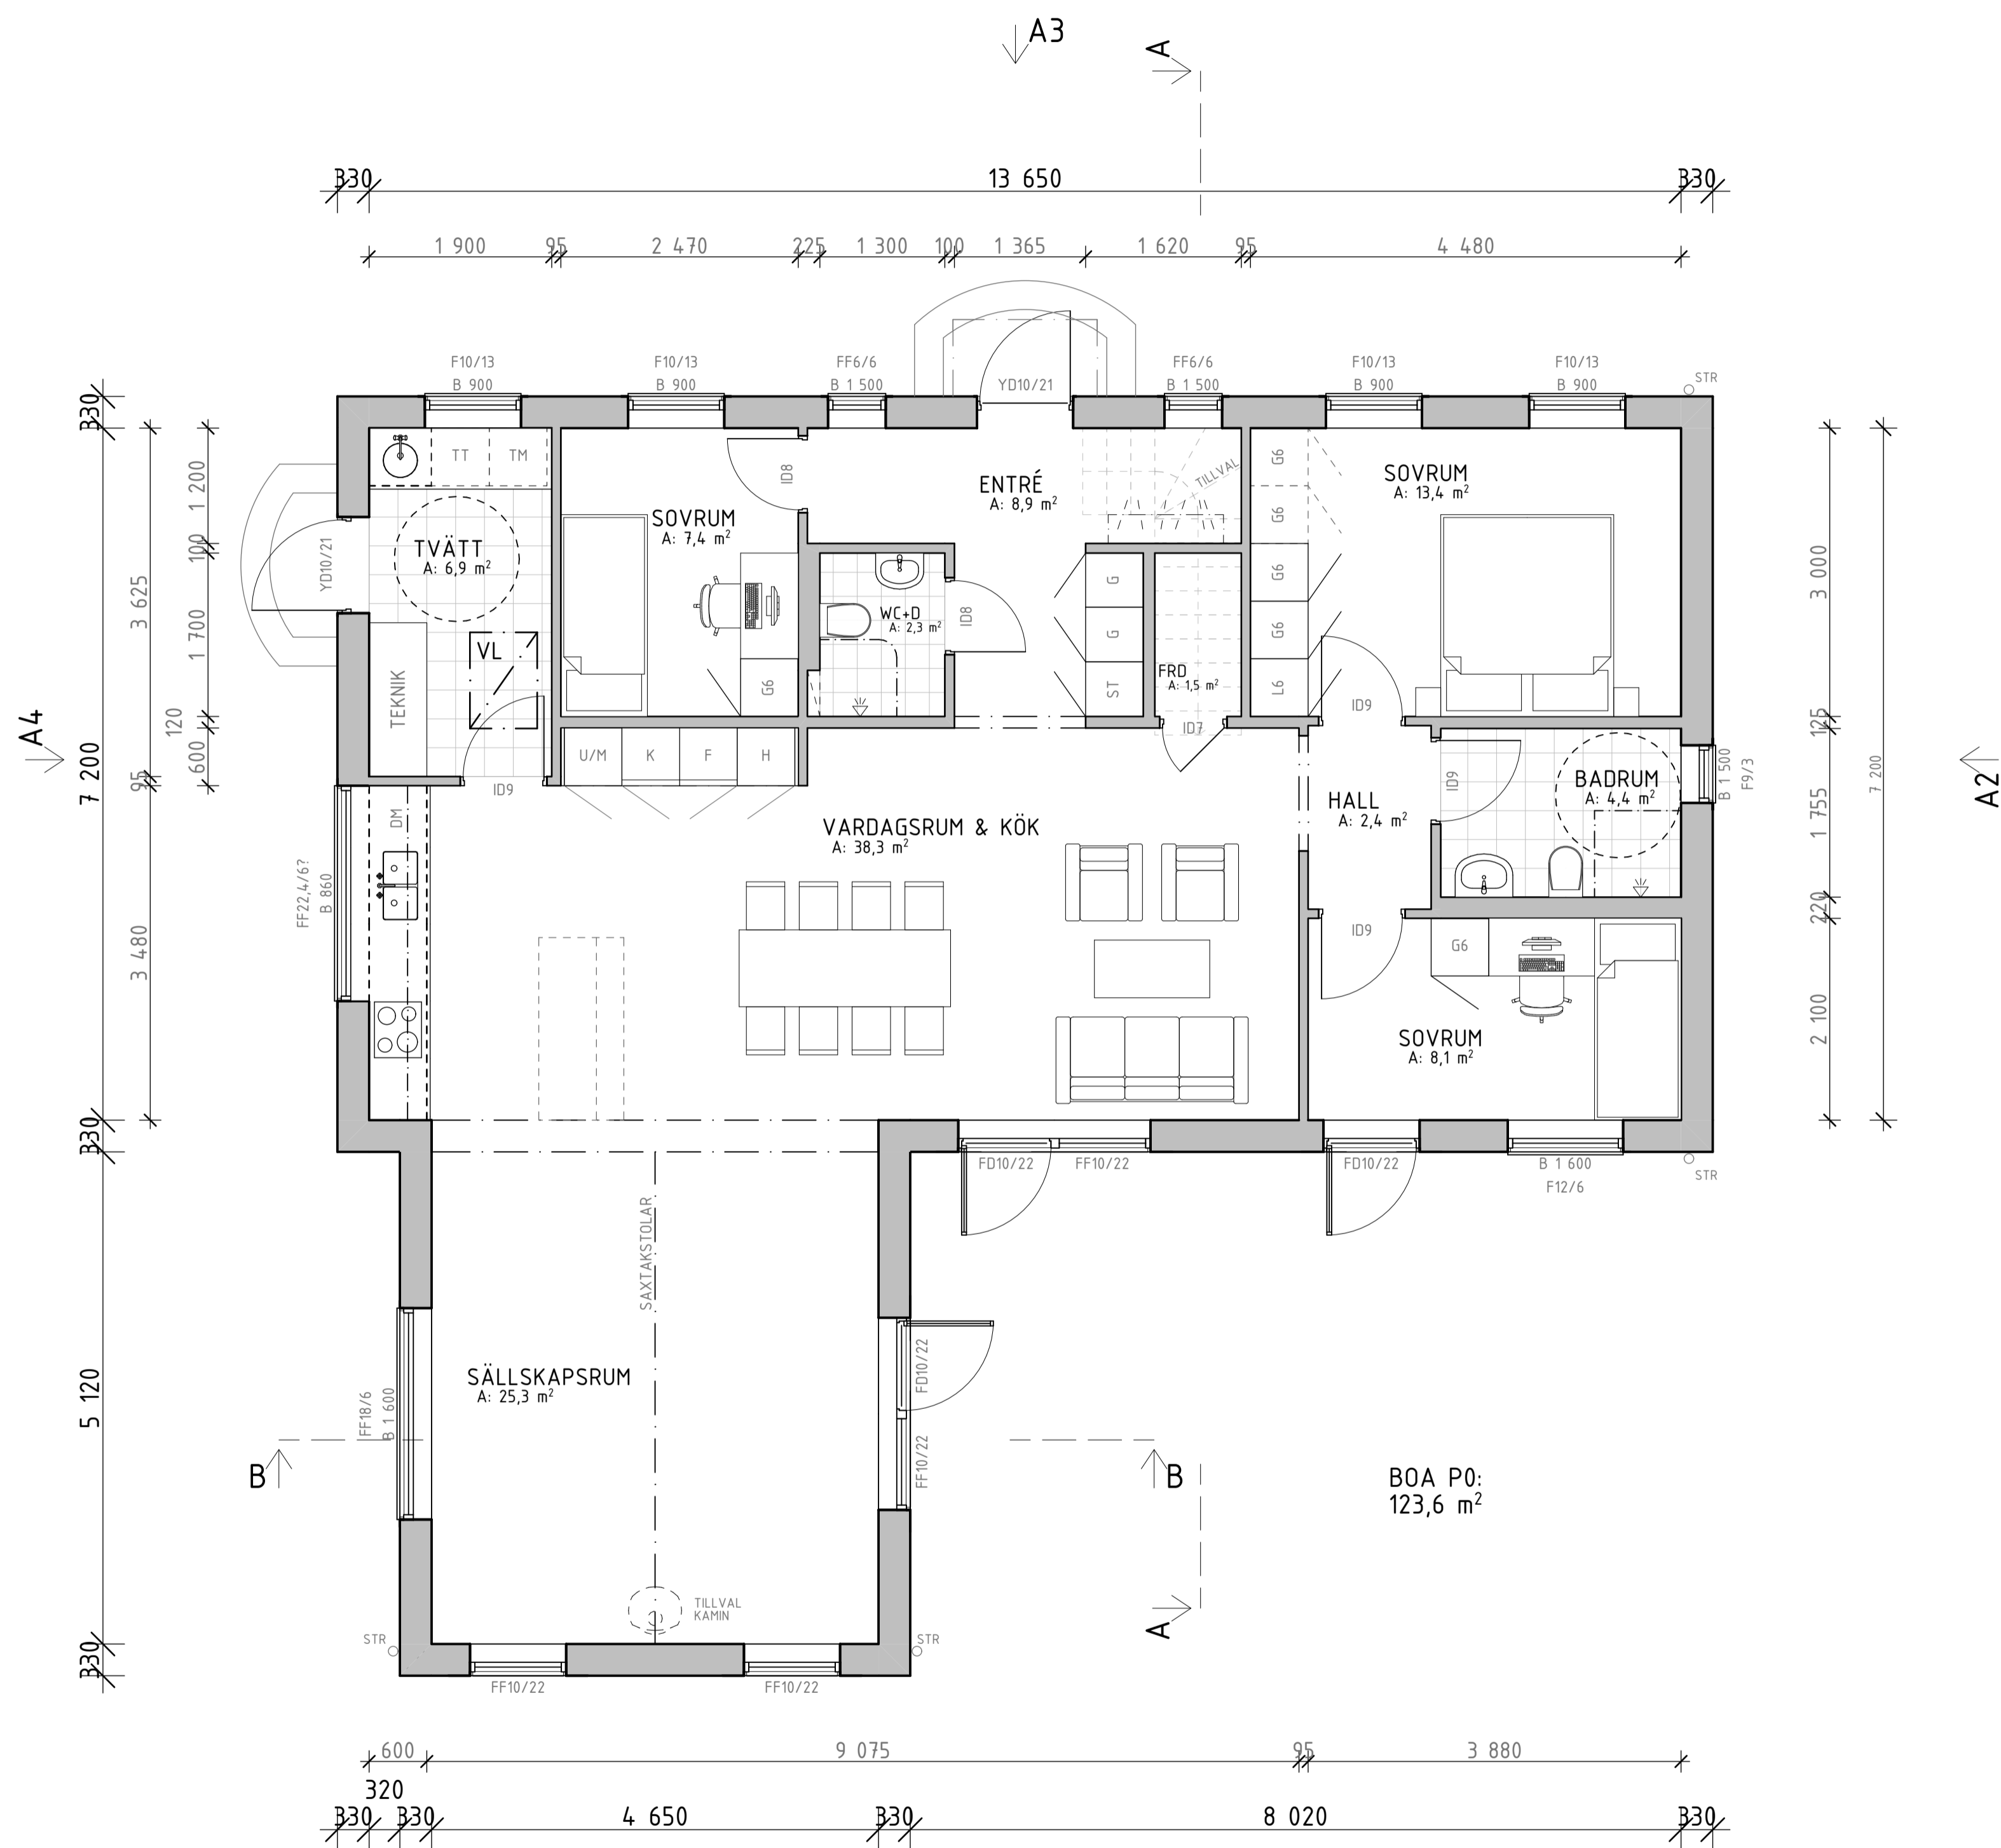 A3
A
330
13 650
330
1 900
95
2 470
225
1 300
100
1 365
1 620
95
4 480
F10/13
B 900
F10/13
B 900
FF6/6
B 1 500
YD10/21
FF6/6
B 1 500
F10/13
B 900
F10/13
B 900
STR
330
7 200
330
5 120
330
3 625
95
3 480
1 200
100
1 700
120
600
A4
YD10/21
TT
TM
TVÄTT
A: 6,9 m²
VL
TEKNIK
ID9
SOVRUM
A: 7,4 m²
ID8
G6
WC+D
A: 2,3 m²
ID8
ENTRÉ
A: 8,9 m²
TILLVAL
G
G
ST
FRD
A: 1,5 m²
ID7
G6
G6
G6
G6
L6
SOVRUM
A: 13,4 m²
ID9
U/M
K
F
H
DM
FF22,4/6?
B 860
VARDAGSRUM & KÖK
A: 38,3 m²
HALL
A: 2,4 m²
ID9
BADRUM
A: 4,4 m²
B 1 500
F9/3
3 000
125
1 755
220
2 100
7 200
A2
ID9
G6
SOVRUM
A: 8,1 m²
FD10/22
FF10/22
FD10/22
B 1 600
F12/6
STR
SAXTAKSTOLAR
SÄLLSKAPSRUM
A: 25,3 m²
FF18/6
B 1 600
FD10/22
FF10/22
B
B
BOA P0:
123,6 m²
TILLVAL
KAMIN
A
STR
STR
FF10/22
FF10/22
600
9 075
95
3 880
320
330
330
4 650
330
8 020
330